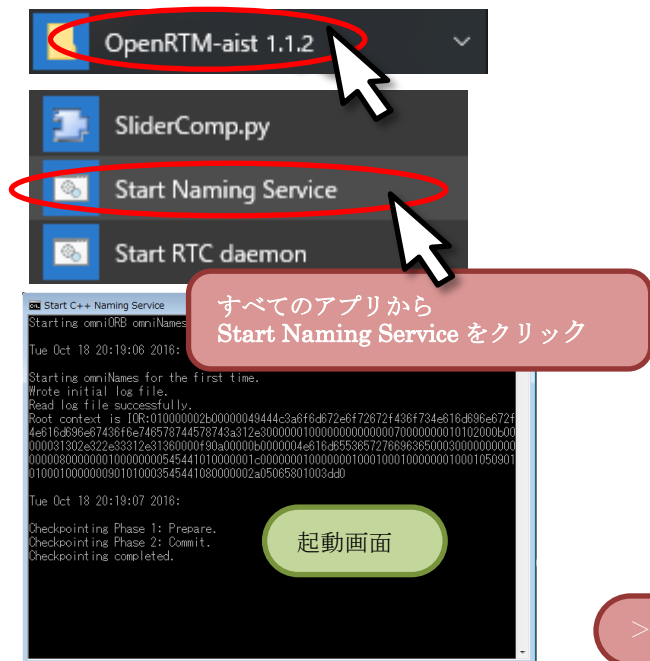 OpenRTM-aist 1.1.2
SliderComp.py
Start Naming Service
Start RTC daemon
すべてのアプリから
Start Naming Service をクリック
Start C++ Naming Service
Starting omniORB omniNames
Tue Oct 18 20:19:06 2016:
Starting omniNames for the first time.
Wrote initial log file.
Read log file successfully.
Checkpointing Phase 1: Prepare.
Checkpointing Phase 2: Commit.
Checkpointing completed.
Tue Oct 18 20:19:07 2016:
起動画面
>